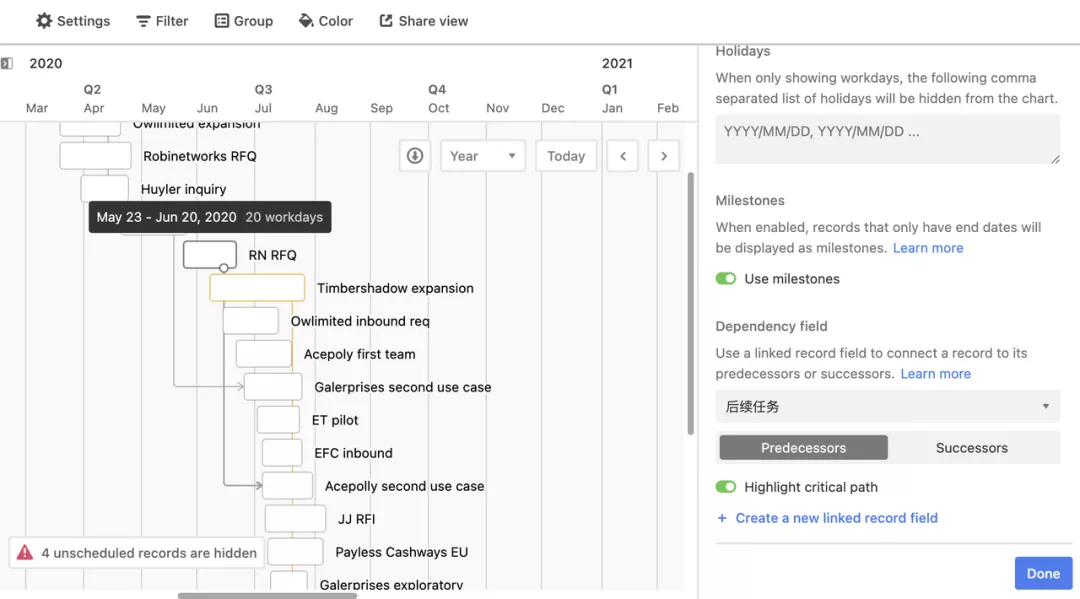 Settings Filter Group Color Share view
2020 2021
Q2 Q3 Q4 Q1
Mar Apr May Jun Jul Aug Sep Oct Nov Dec Jan Feb
Owlimited expansion
Robinetworks RFQ
Year Today
Huyler inquiry
May 23 - Jun 20, 2020 20 workdays
RN RFQ
Timbershadow expansion
Owlimited inbound req
Acepoly first team
Galerprises second use case
ET pilot
EFC inbound
Acepolly second use case
JJ RFI
4 unscheduled records are hidden
Payless Cashways EU
Galerprises exploratory
Holidays
When only showing workdays, the following comma
separated list of holidays will be hidden from the chart.
YYYY/MM/DD, YYYY/MM/DD ...
Milestones
When enabled, records that only have end dates will
be displayed as milestones. Learn more
Use milestones
Dependency field
Use a linked record field to connect a record to its
predecessors or successors. Learn more
后续任务
Predecessors Successors
Highlight critical path
+ Create a new linked record field
Done